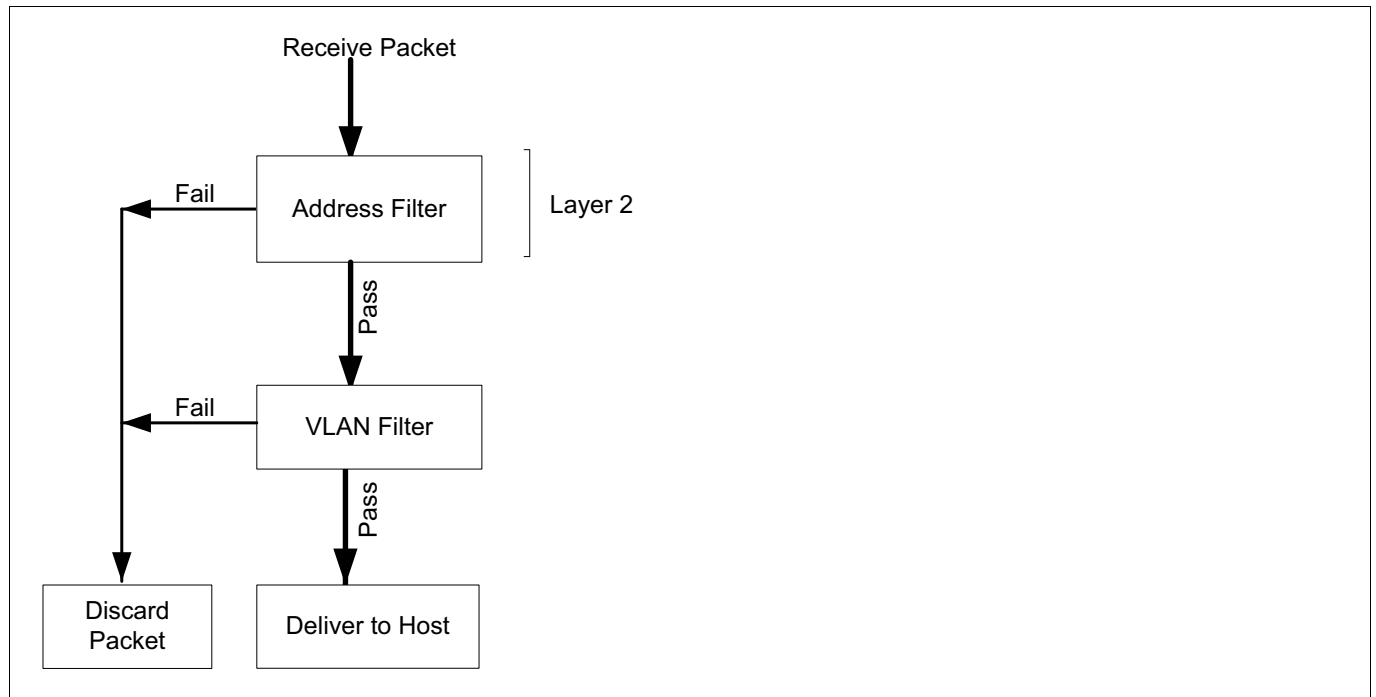 Receive Packet
Fail
Address Filter
Layer 2
Pass
Fail
VLAN Filter
Pass
Discard
Packet
Deliver to Host